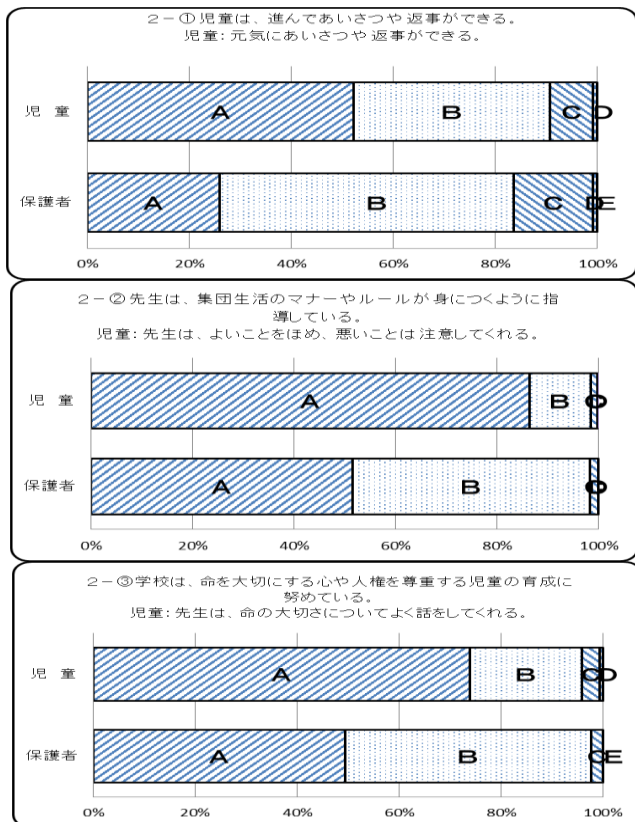 2－①児童は、進んであいさつや返事ができる。
児童：元気にあいさつや返事ができる。
児 童
A B C D
保護者
A B C D E
0% 20% 40% 60% 80% 100%
2－②先生は、集団生活のマナーやルールが身につくように指
導している。
児童：先生は、よいことをほめ、悪いことは注意してくれる。
児 童
A B
保護者
A B
0% 20% 40% 60% 80% 100%
2－③学校は、命を大切にする心や人権を尊重する児童の育成に
努めている。
児童：先生は、命の大切さについてよく話をしてくれる。
児 童
A B C D
保護者
A B C E
0% 20% 40% 60% 80% 100%